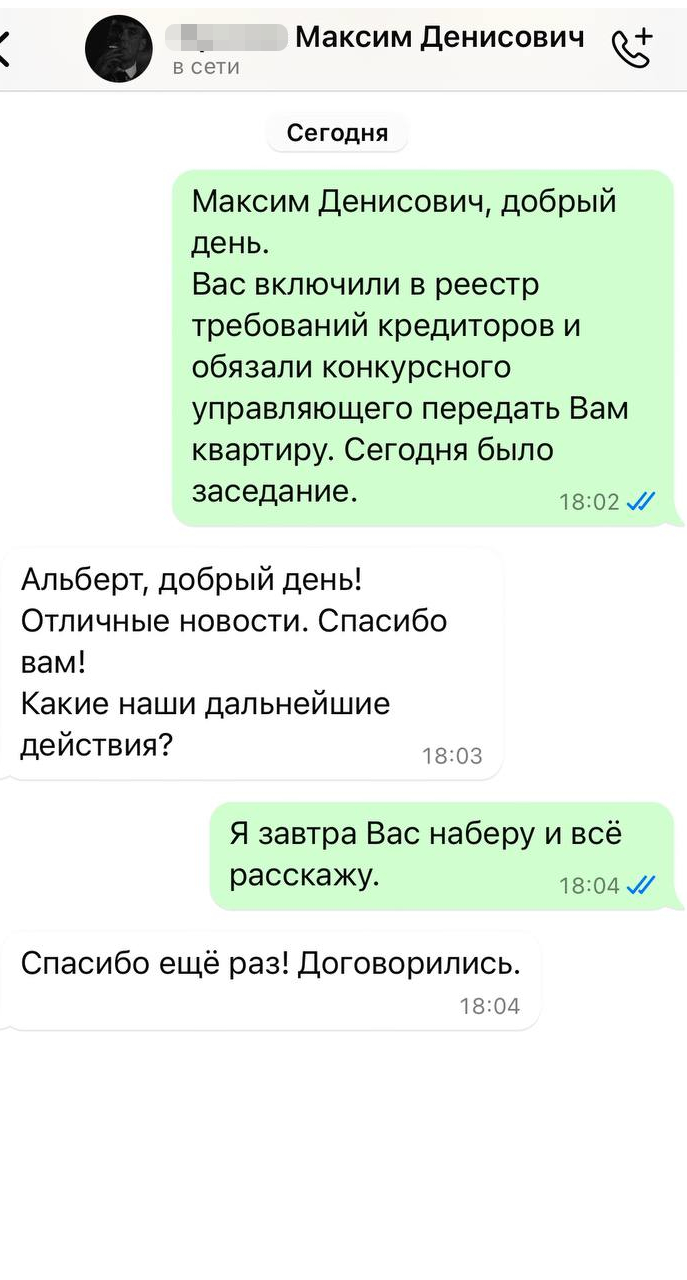 Максим Денисович
в сети
Сегодня
Максим Денисович, добрый
день.
Вас включили в реестр
требований кредиторов и
обязали конкурсного
управляющего передать Вам
квартиру. Сегодня было
заседание.
18:02
Альберт, добрый день!
Отличные новости. Спасибо
вам!
Какие наши дальнейшие
действия?
18:03
Я завтра Вас наберу и всё
расскажу.
18:04
Спасибо ещё раз! Договорились.
18:04